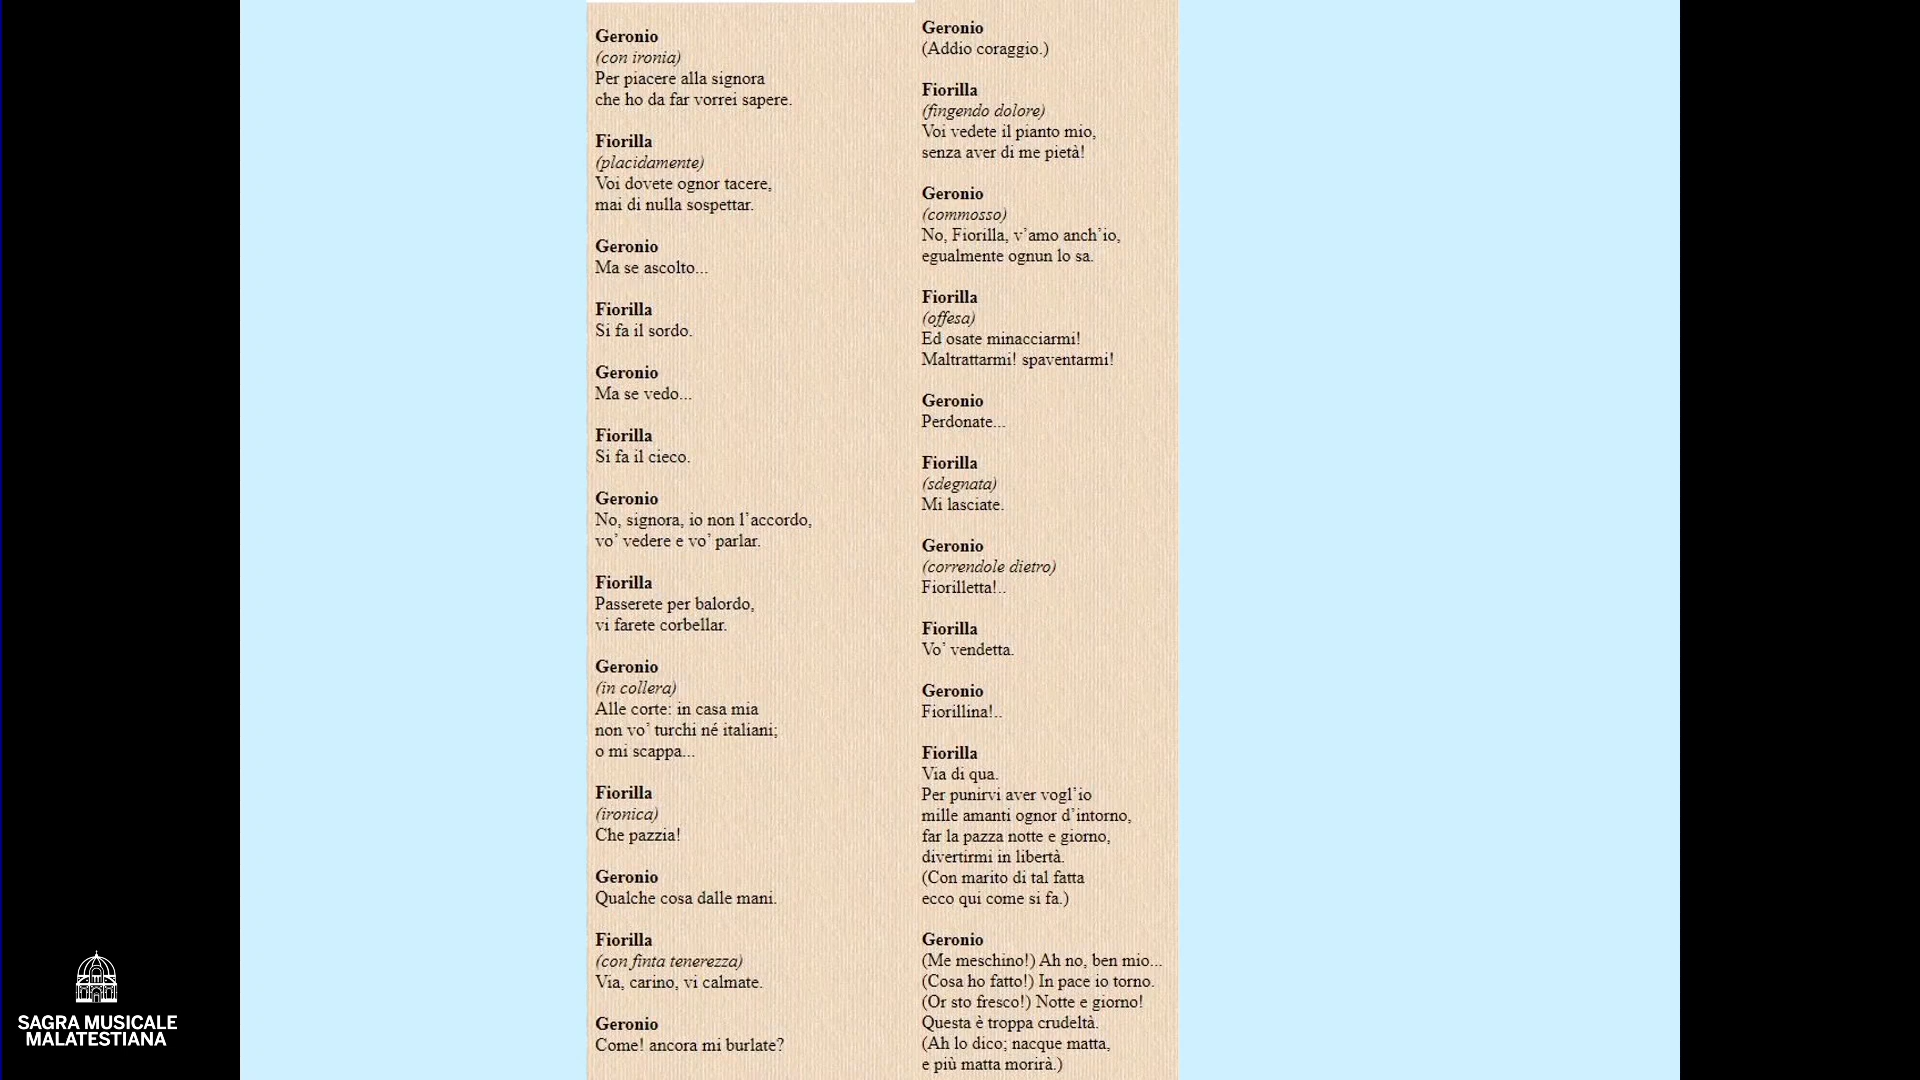 Geronio
(con ironia)
Per piacere alla signora
che ho da far vorrei sapere.
Fiorilla
(placidamente)
Voi dovete ognor tacere,
mai di nulla sospettar.
Geronio
Ma se ascolto...
Fiorilla
Si fa il sordo.
Geronio
Ma se vedo...
Fiorilla
Si fa il cieco.
Geronio
No, signora, io non l’accordo,
vo’ vedere e vo’ parlar.
Fiorilla
Passerete per balordo,
vi farete corbellar.
Geronio
(in collera)
Alle corte: in casa mia
non vo’ turchi né italiani;
o mi scappa...
Fiorilla
(ironica)
Che pazzia!
Geronio
Qualche cosa dalle mani.
Fiorilla
(con finta tenerezza)
Via, carino, vi calmate.
Geronio
Come! ancora mi burlate?
Geronio
(Addio coraggio.)
Fiorilla
(fingendo dolore)
Voi vedete il pianto mio,
senza aver di me pietà!
Geronio
(commosso)
No, Fiorilla, v’amo anch’io,
egualmente ognun lo sa.
Fiorilla
(offesa)
Ed osate minacciarmi!
Maltrattarmi! spaventarmi!
Geronio
Perdonate...
Fiorilla
(sdegnata)
Mi lasciate.
Geronio
(correndole dietro)
Fiorilletta!..
Fiorilla
Vo’ vendetta.
Geronio
Fiorillina!..
Fiorilla
Via di qua.
Per punirvi aver vogl’io
mille amanti ognor d’intorno,
far la pazza notte e giorno,
divertirmi in libertà.
(Con marito di tal fatta
ecco qui come si fa.)
Geronio
(Me meschino!) Ah no, ben mio...
(Cosa ho fatto!) In pace io torno.
(Or sto fresco!) Notte e giorno!
Questa è troppa crudeltà.
(Ah lo dico; nacque matta,
e più matta morirà.)
SAGRA MUSICALE
MALATESTIANA